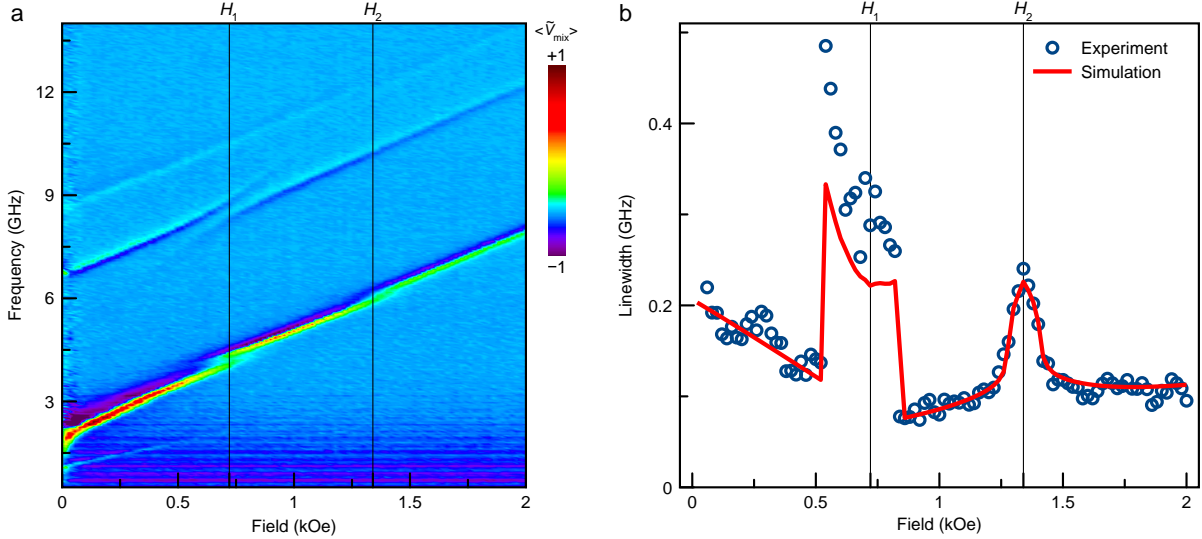 a
H₁
H₂
<Ṽmix>
+1
−1
Frequency (GHz)
12
9
6
3
0
0.5
1
1.5
2
Field (kOe)
b
H₁
H₂
Experiment
Simulation
Linewidth (GHz)
0.4
0.2
0
0
0.5
1
1.5
2
Field (kOe)